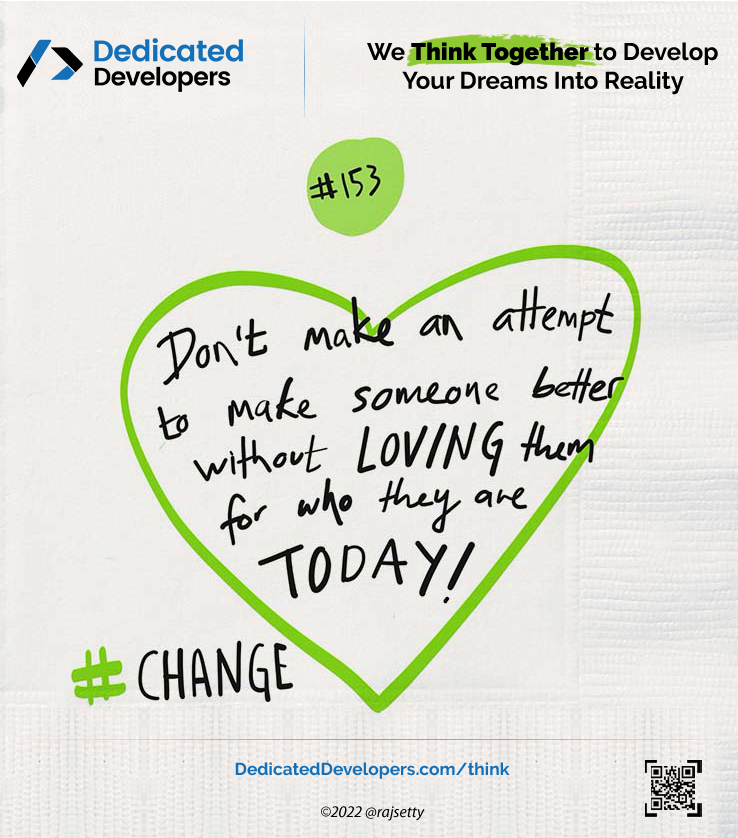 Dedicated
Developers
We Think Together to Develop
Your Dreams Into Reality
#153
Don't make an attempt
to make someone better
without LOVING them
for who they are
TODAY!
#CHANGE
DedicatedDevelopers.com/think
©2022 @rajsetty